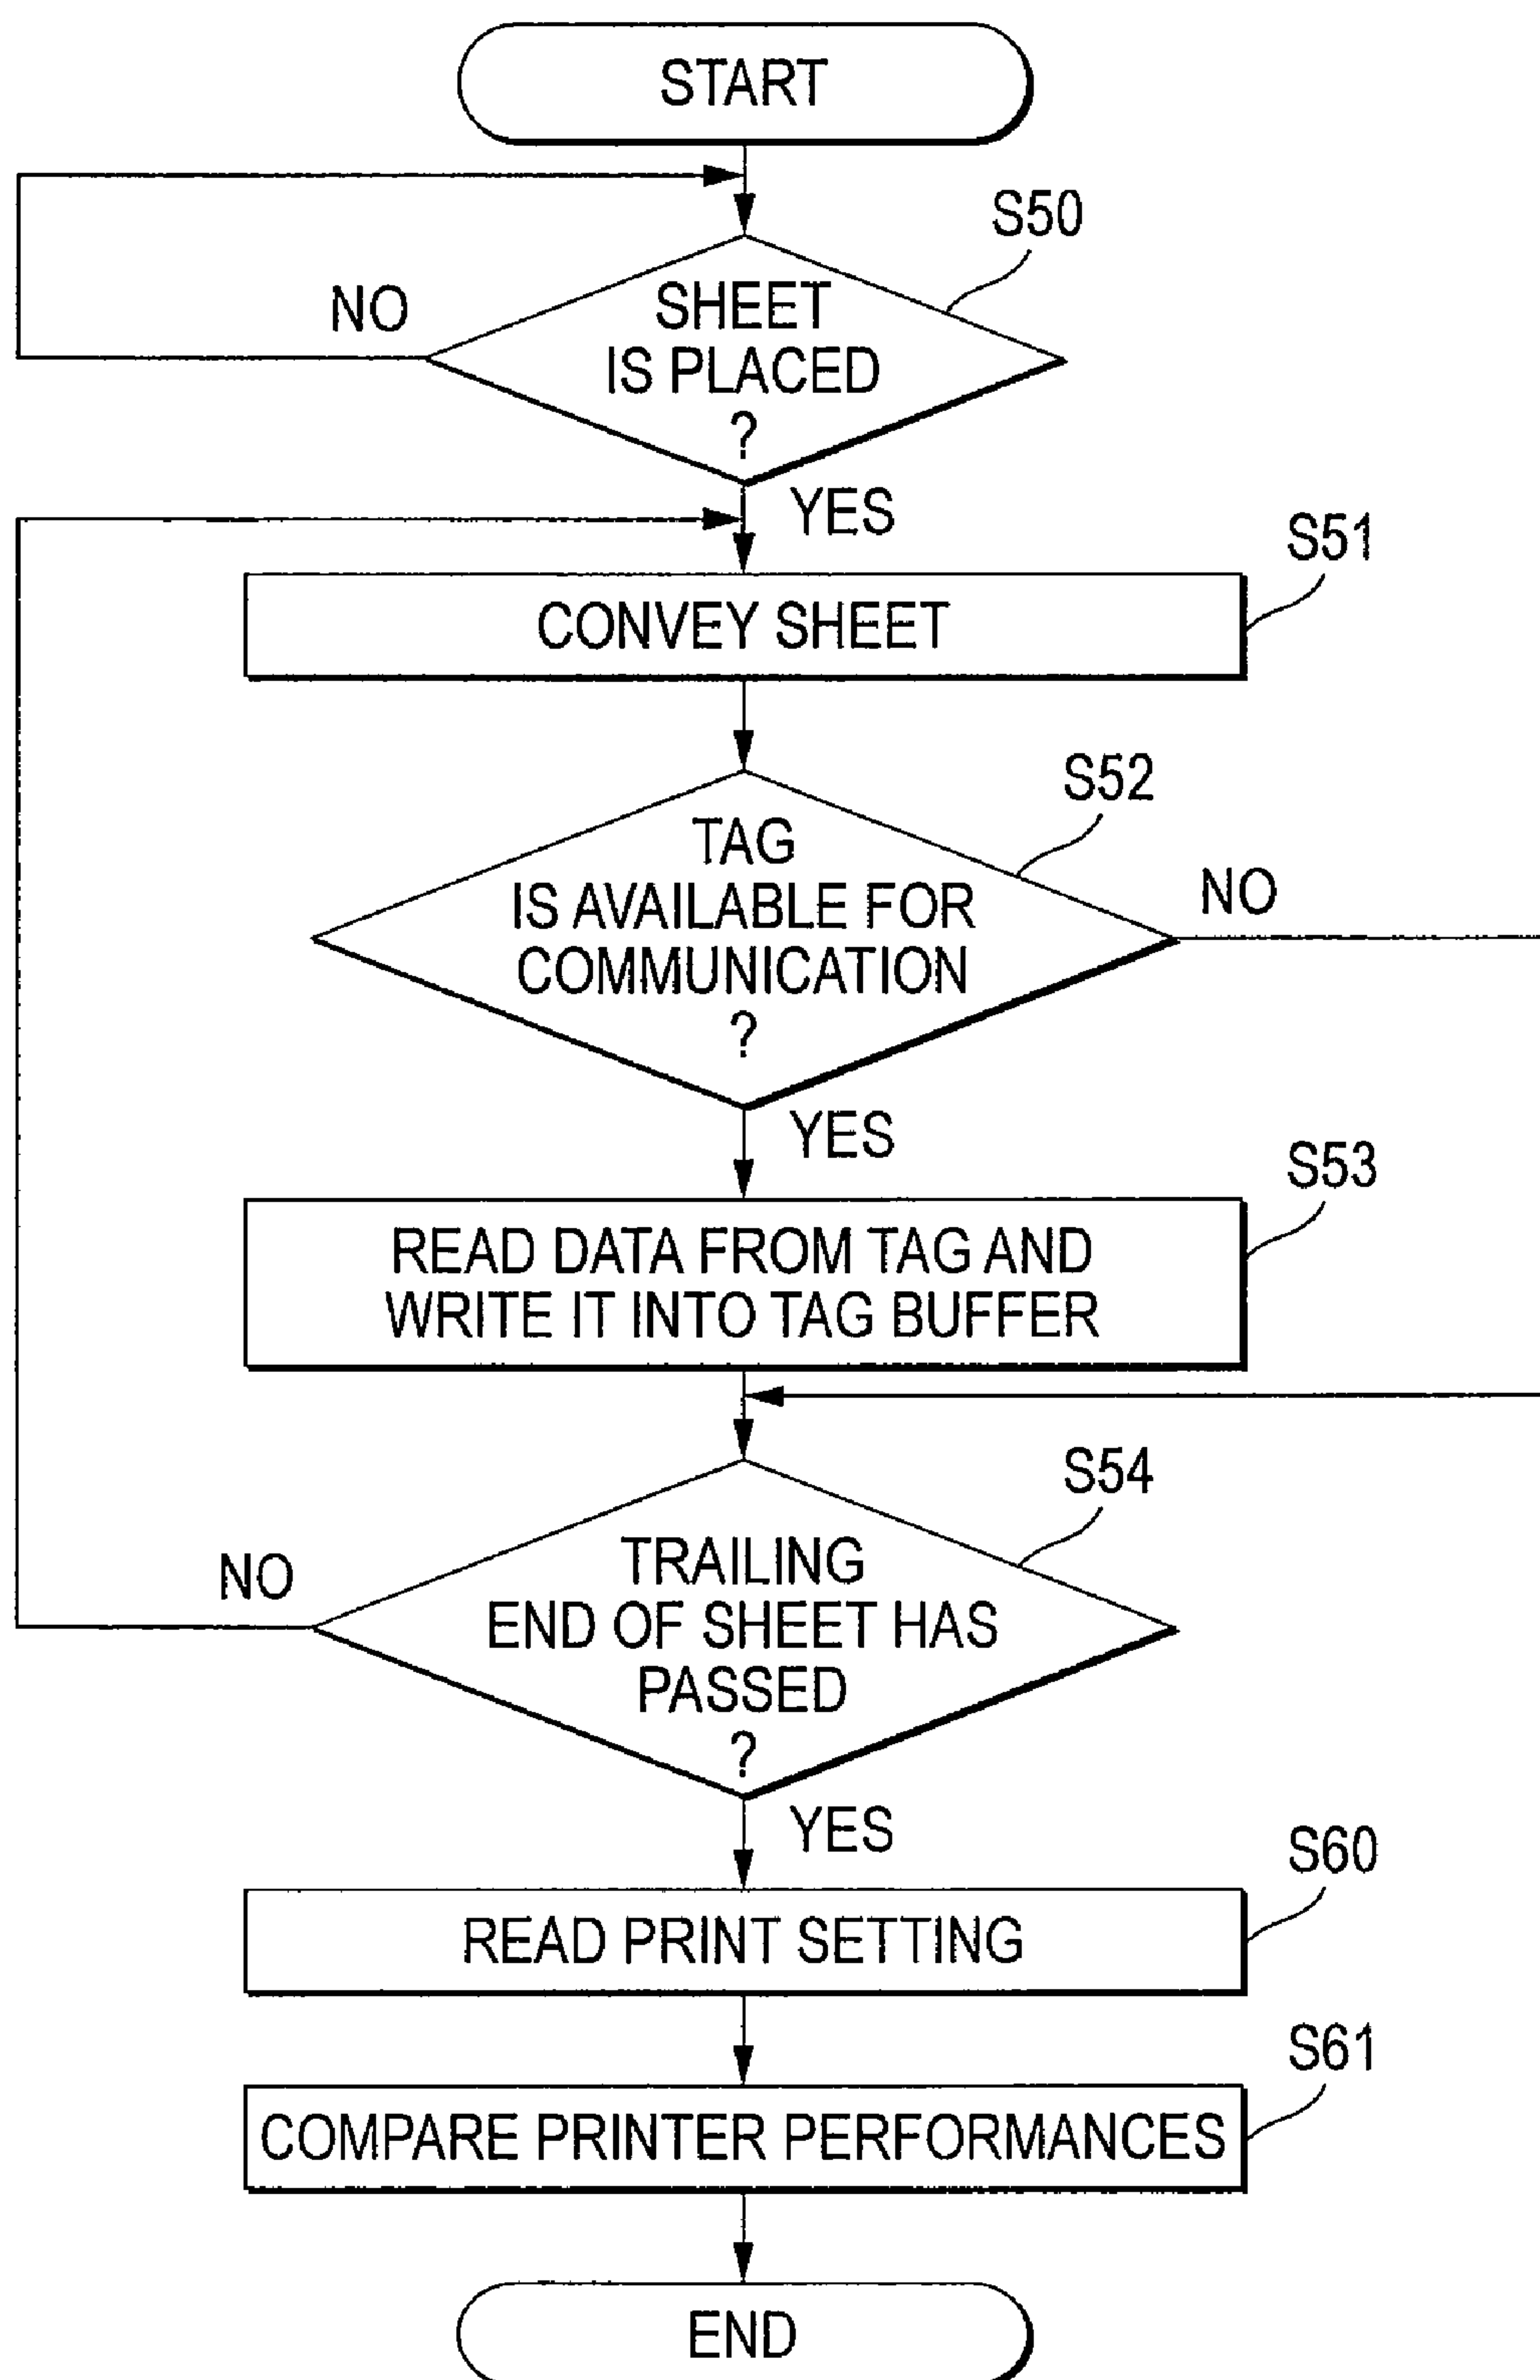 START
S50
NO
SHEET
IS PLACED
?
YES
S51
CONVEY SHEET
S52
TAG
IS AVAILABLE FOR
COMMUNICATION
?
NO
YES
S53
READ DATA FROM TAG AND
WRITE IT INTO TAG BUFFER
S54
NO
TRAILING
END OF SHEET HAS
PASSED
?
YES
S60
READ PRINT SETTING
S61
COMPARE PRINTER PERFORMANCES
END